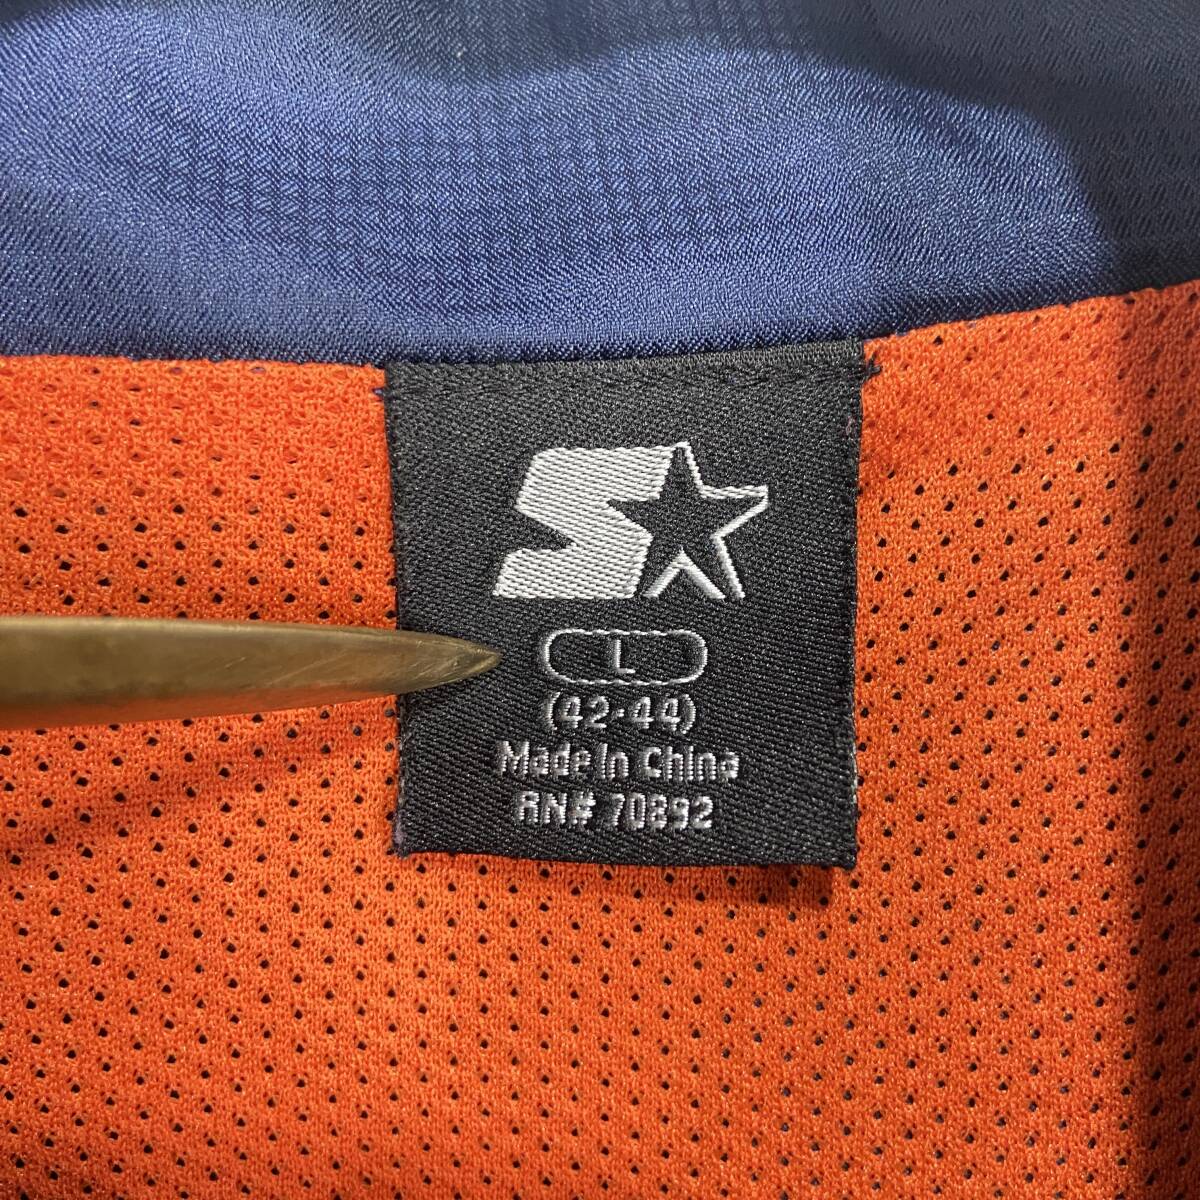 L
(42-44)
Made In China
RN# 70892